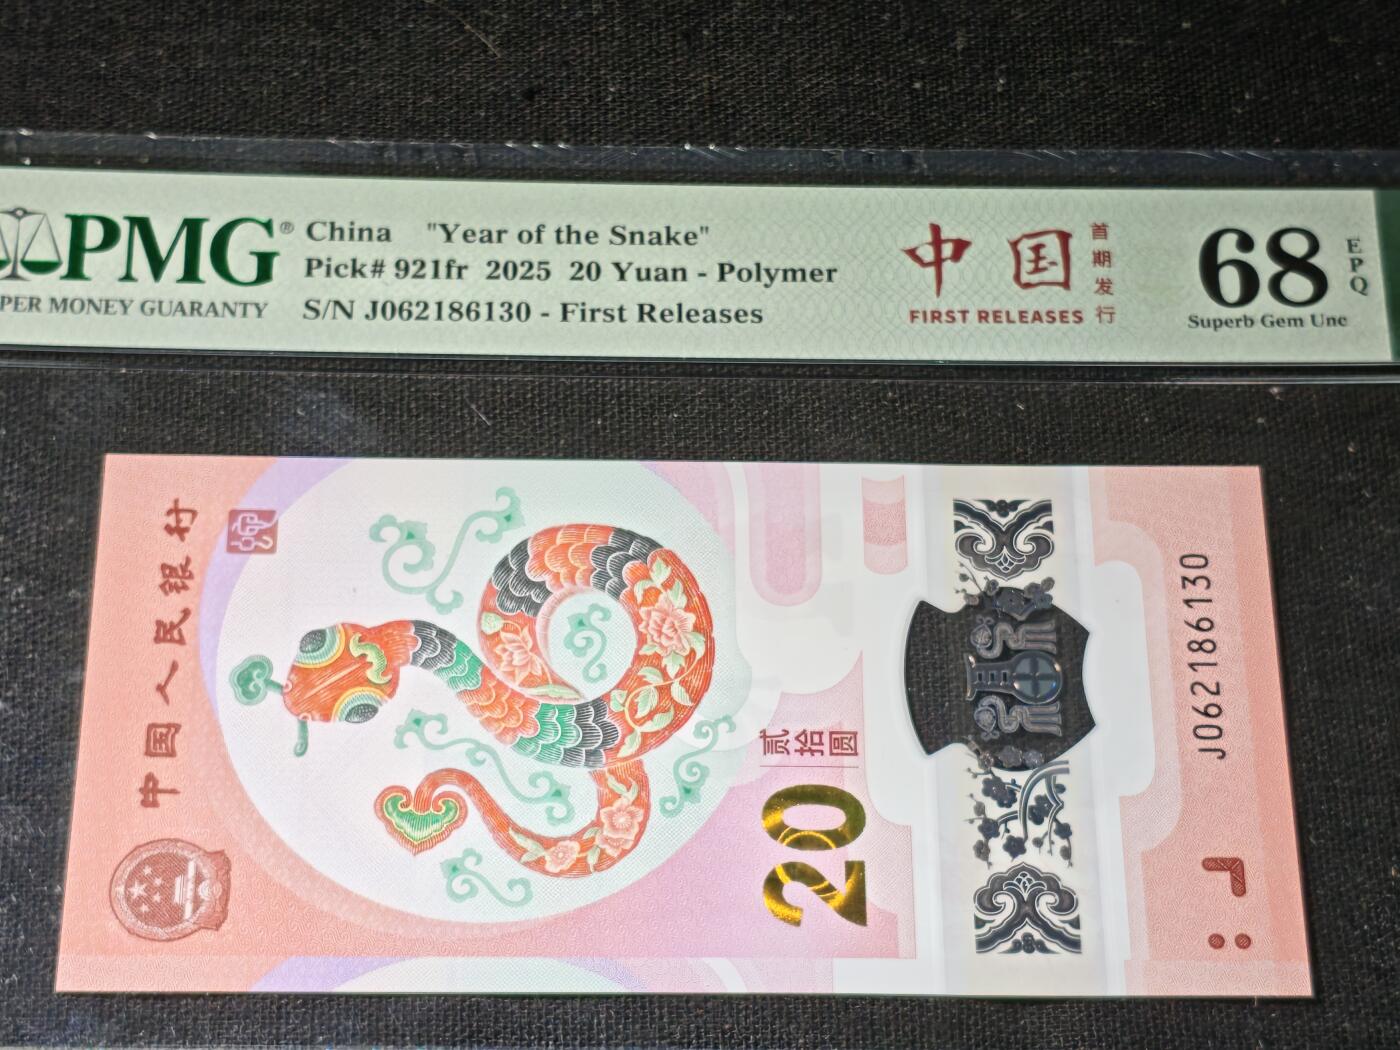 PMG®
PER MONEY GUARANTY
China "Year of the Snake"
Pick# 921fr 2025 20 Yuan - Polymer
S/N J062186130 - First Releases
中国
首期发行
FIRST RELEASES
68
EPQ
Superb Gem Unc
中国人民银行
贰拾圆
20
J062186130